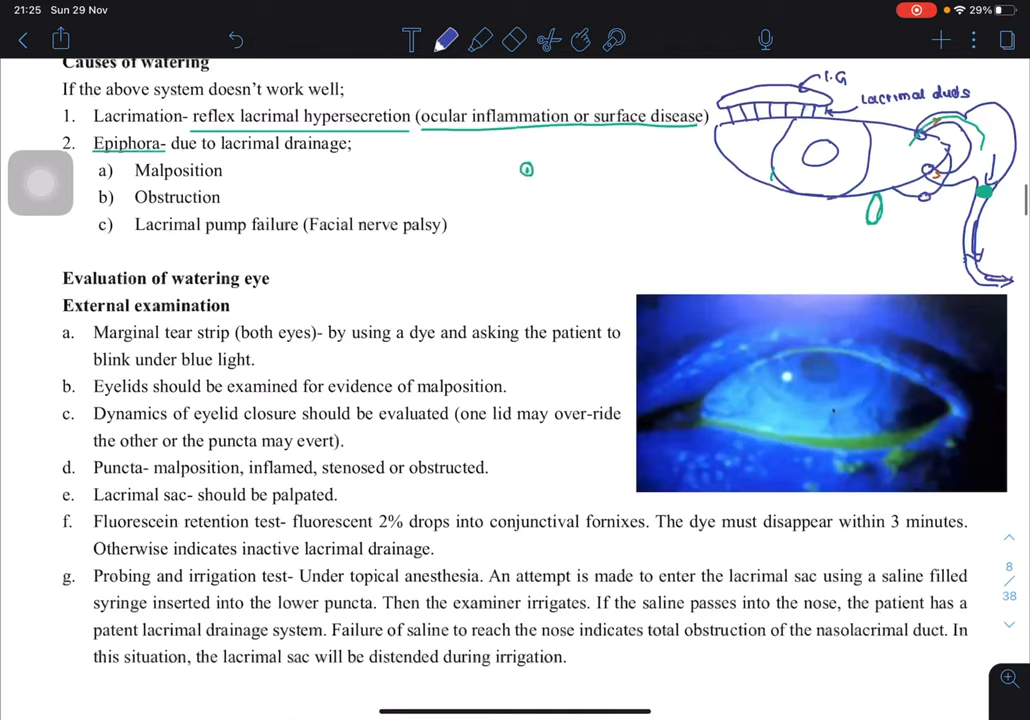 21:25 Sun 29 Nov
29%
T
Causes of watering
If the above system doesn't work well;
1. Lacrimation- reflex lacrimal hypersecretion (ocular inflammation or surface disease)
2. Epiphora- due to lacrimal drainage;
a) Malposition
b) Obstruction
c) Lacrimal pump failure (Facial nerve palsy)
L.G
Lacrimal ducts
Evaluation of watering eye
External examination
a. Marginal tear strip (both eyes)- by using a dye and asking the patient to
blink under blue light.
b. Eyelids should be examined for evidence of malposition.
c. Dynamics of eyelid closure should be evaluated (one lid may over-ride
the other or the puncta may evert).
d. Puncta- malposition, inflamed, stenosed or obstructed.
e. Lacrimal sac- should be palpated.
f. Fluorescein retention test- fluorescent 2% drops into conjunctival fornixes. The dye must disappear within 3 minutes.
Otherwise indicates inactive lacrimal drainage.
g. Probing and irrigation test- Under topical anesthesia. An attempt is made to enter the lacrimal sac using a saline filled
syringe inserted into the lower puncta. Then the examiner irrigates. If the saline passes into the nose, the patient has a
patent lacrimal drainage system. Failure of saline to reach the nose indicates total obstruction of the nasolacrimal duct. In
this situation, the lacrimal sac will be distended during irrigation.
8
/
38